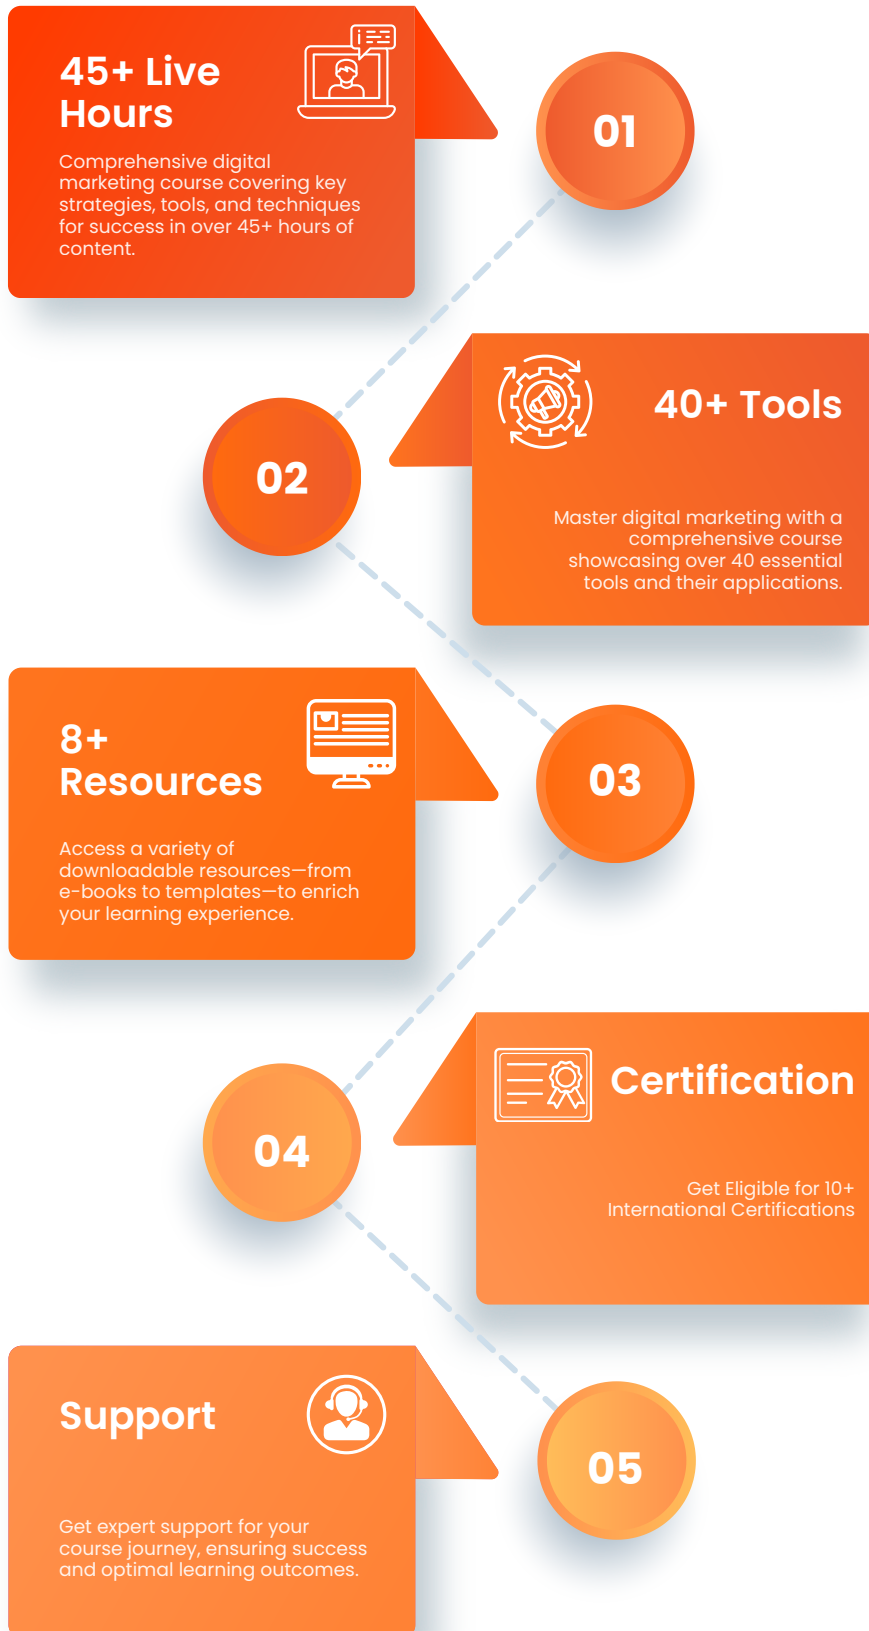 45+ Live
Hours
Comprehensive digital
marketing course covering key
strategies, tools, and techniques
for success in over 45+ hours of
content.
01
40+ Tools
Master digital marketing with a
comprehensive course
showcasing over 40 essential
tools and their applications.
02
8+
Resources
Access a variety of
downloadable resources—from
e-books to templates—to enrich
your learning experience.
03
Certification
Get Eligible for 10+
International Certifications
04
Support
Get expert support for your
course journey, ensuring success
and optimal learning outcomes.
05